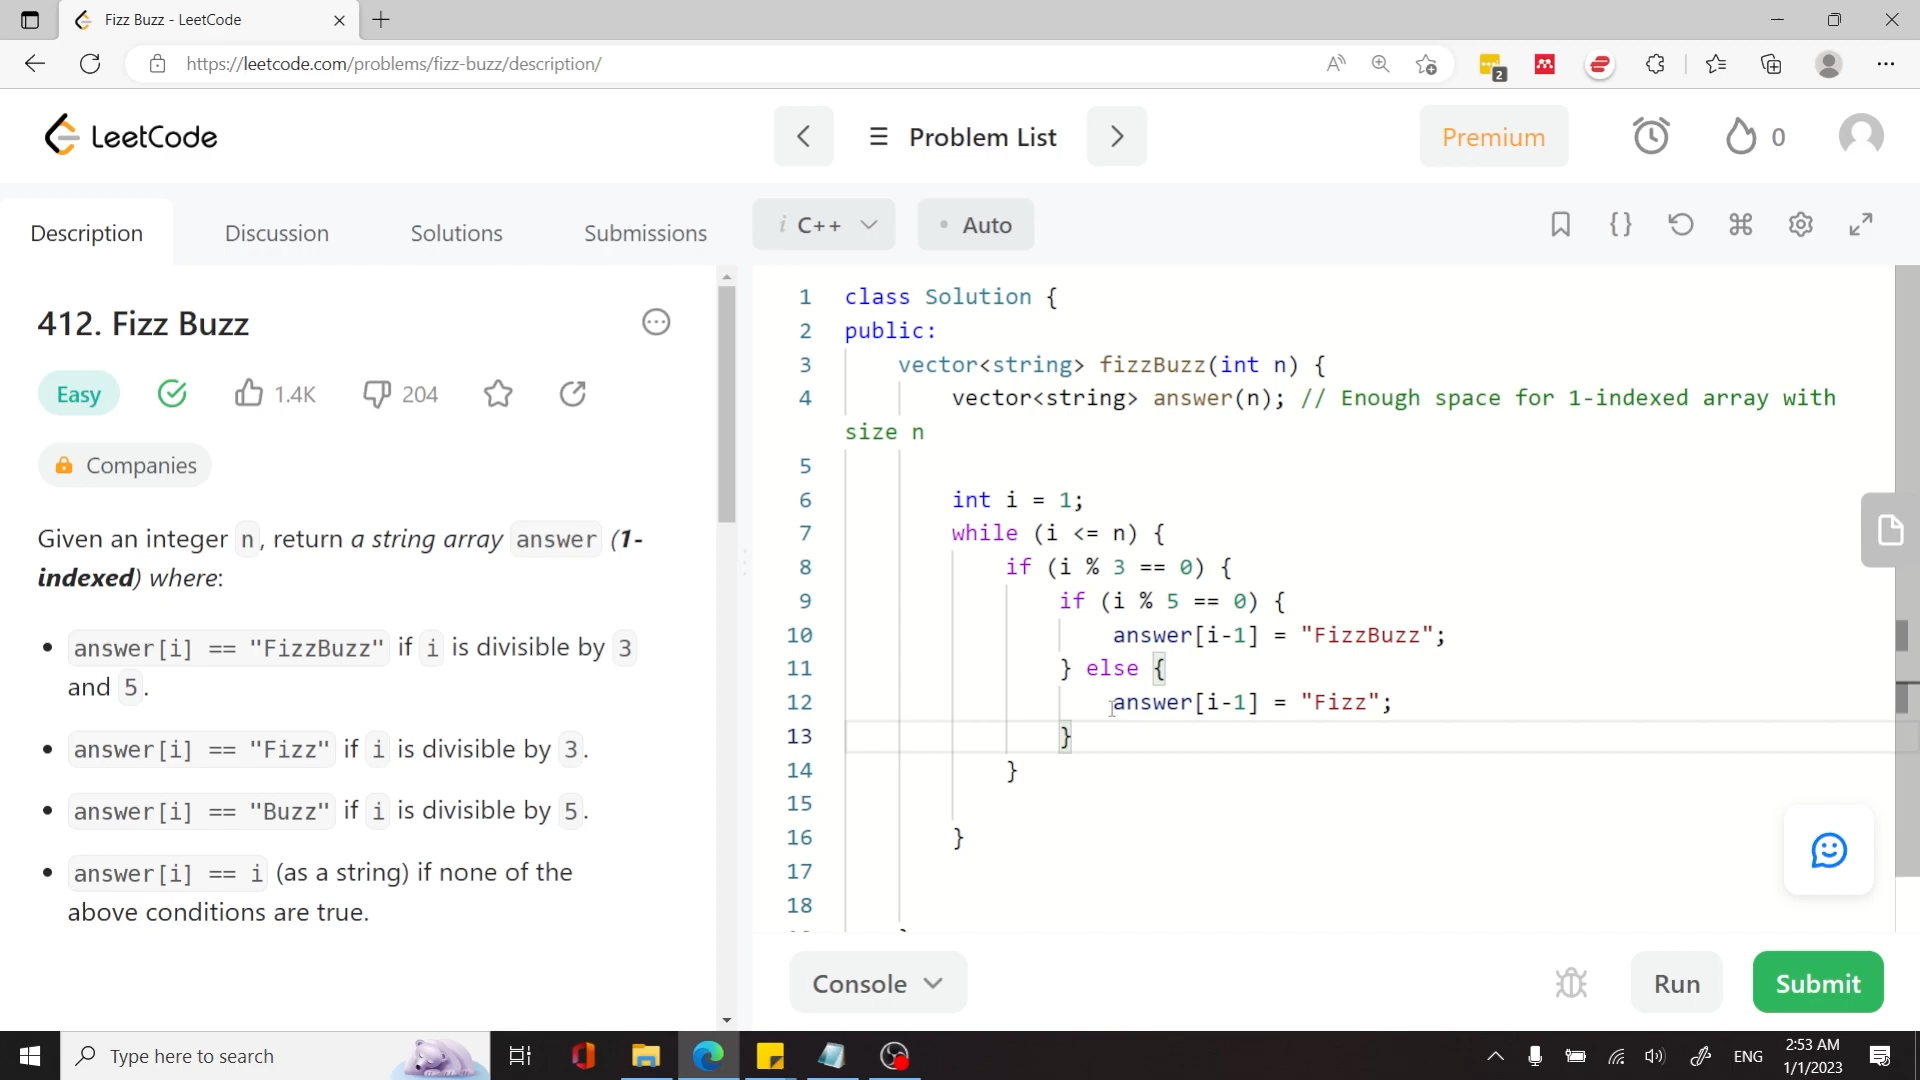 Fizz Buzz - LeetCode
https://leetcode.com/problems/fizz-buzz/description/
2
LeetCode
Problem List
Premium
0
Description
Discussion
Solutions
Submissions
i C++
• Auto
412. Fizz Buzz
Easy
1.4K
204
Companies
Given an integer n, return a string array answer (1-
indexed) where:
• answer[i] == "FizzBuzz" if i is divisible by 3
and 5.
• answer[i] == "Fizz" if i is divisible by 3.
• answer[i] == "Buzz" if i is divisible by 5.
• answer[i] == i (as a string) if none of the
above conditions are true.
1 class Solution {
2 public:
3 vector<string> fizzBuzz(int n) {
4 vector<string> answer(n); // Enough space for 1-indexed array with
size n
5
6 int i = 1;
7 while (i <= n) {
8 if (i % 3 == 0) {
9 if (i % 5 == 0) {
10 answer[i-1] = "FizzBuzz";
11 } else {
12 answer[i-1] = "Fizz";
13 }
14 }
15
16 }
17
18
Console
Run
Submit
Type here to search
ENG
2:53 AM
1/1/2023